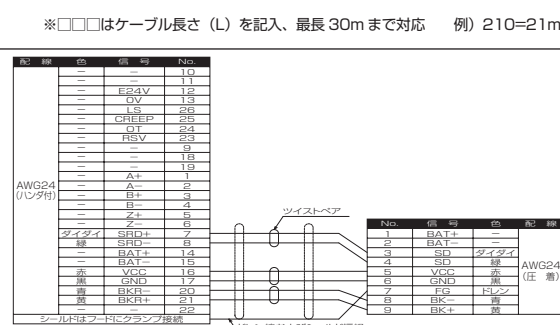 ※□□□はケーブル長さ（L）を記入、最長 30m まで対応　例）210=21m
配 線 色 信 号 No.
− − 10
− − 11
− E24V 12
− 0V 13
− LS 26
− CREEP 25
− OT 24
− RSV 23
− − 9
− − 18
− − 19
− A+ 1
AWG24
(ハンダ付)
− A− 2
− B+ 3
− B− 4
− Z+ 5
− Z− 6
ダイダイ SRD+ 7
緑 SRD− 8
− BAT+ 14
− BAT− 15
赤 VCC 16
黒 GND 17
青 BKR− 20
黄 BKR+ 21
− − 22
シールドはフードにクランプ接続
ツイストペア
No. 信 号 色 配 線
1 BAT+ −
2 BAT− −
3 SD ダイダイ
4 SD 緑
5 VCC 赤
6 GND 黒
7 FG ドレン
8 BK− 青
9 BK+ 黄
AWG24
(圧 着)